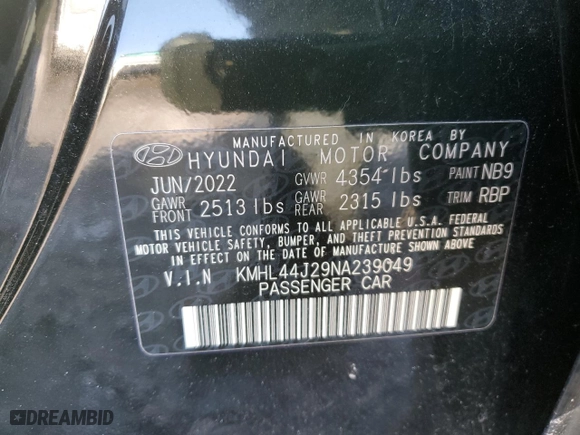 MANUFACTURED IN KOREA BY
HYUNDAI MOTOR COMPANY
JUN/2022 GVWR 4354 lbs PAINT NB9
GAWR FRONT 2513 lbs GAWR REAR 2315 lbs TRIM RBP
THIS VEHICLE CONFORMS TO ALL APPLICABLE U.S.A. FEDERAL
MOTOR VEHICLE SAFETY, BUMPER, AND THEFT PREVENTION STANDARDS
IN EFFECT ON THE DATE OF MANUFACTURE SHOWN ABOVE.
V.I.N KMHL44J29NA239049
PASSENGER CAR
DREAMBID